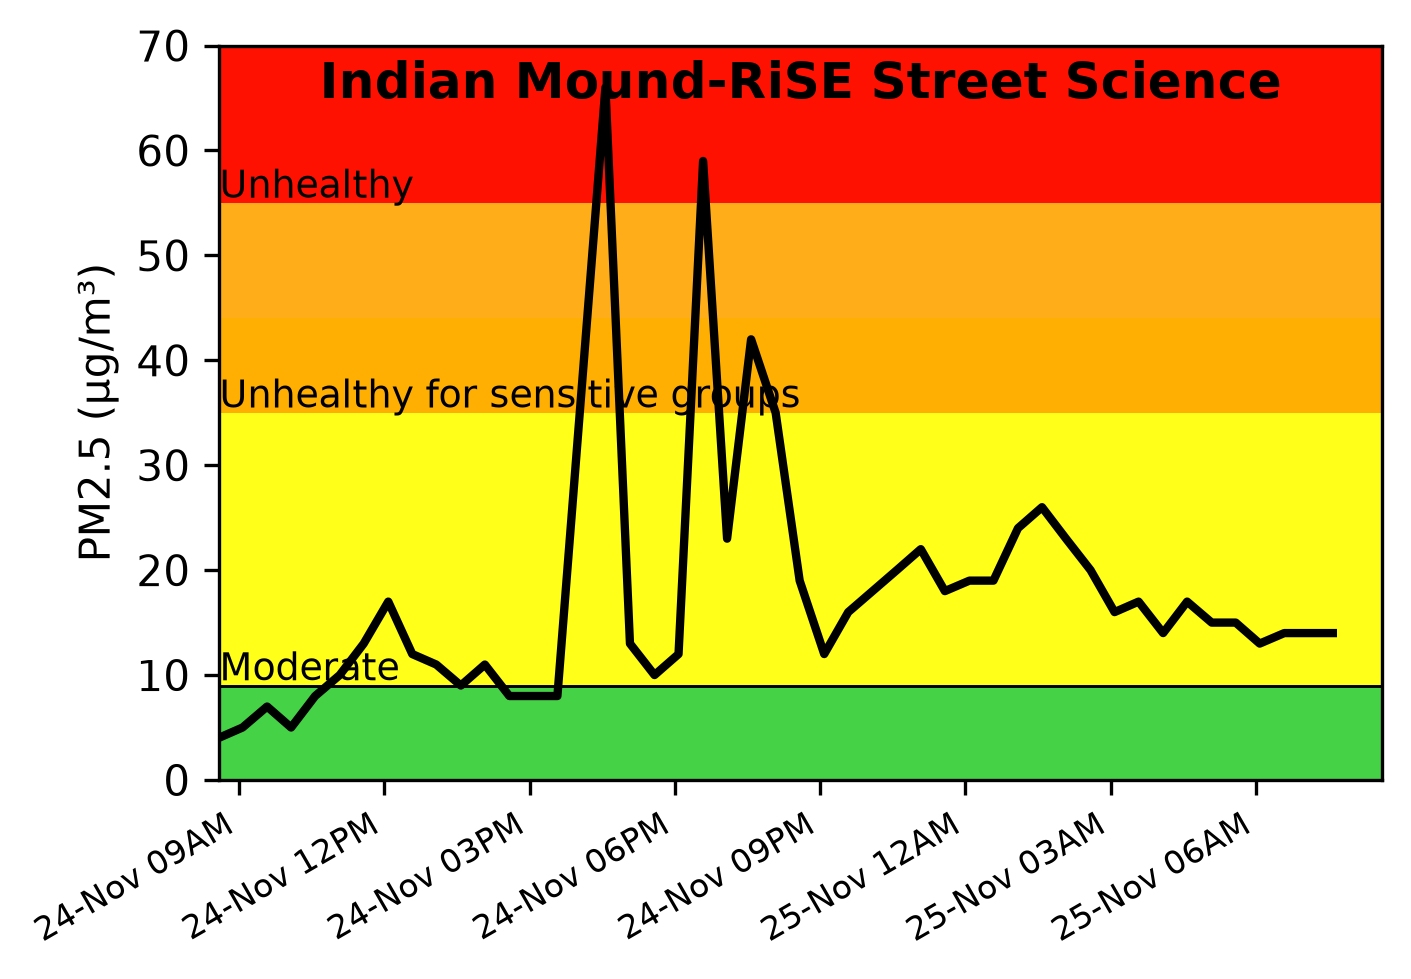 Indian Mound-RiSE Street Science
PM2.5 (µg/m³)
70
60
50
40
30
20
10
0
Unhealthy
Unhealthy for sensitive groups
Moderate
24-Nov 09AM
24-Nov 12PM
24-Nov 03PM
24-Nov 06PM
24-Nov 09PM
25-Nov 12AM
25-Nov 03AM
25-Nov 06AM